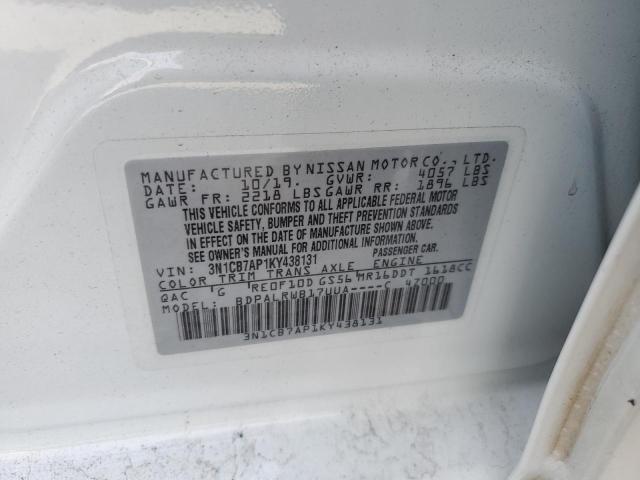 MANUFACTURED BY NISSAN MOTOR CO., LTD.
DATE: 10/19. GVWR: 4057 LBS
GAWR FR: 2218 LBS GAWR RR: 1896 LBS
THIS VEHICLE CONFORMS TO ALL APPLICABLE FEDERAL MOTOR
VEHICLE SAFETY, BUMPER AND THEFT PREVENTION STANDARDS
IN EFFECT ON THE DATE OF MANUFACTURE SHOWN ABOVE.
SEE OWNER'S MANUAL FOR ADDITIONAL INFORMATION.
VIN: 3N1CB7AP1KY438131 PASSENGER CAR.
COLOR TRIM TRANS AXLE ENGINE
QAC G RE0F10D GS56 MR16DDT 1618CC
MODEL: BDPALRWB17UUA----C 47000
3N1CB7AP1KY438131